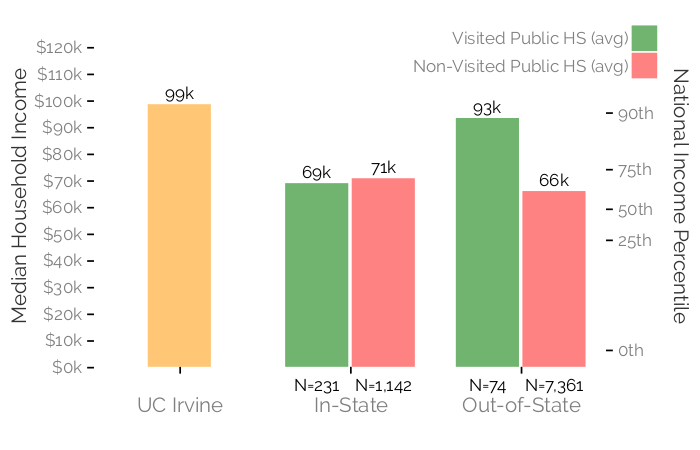 Visited Public HS (avg)
Non-Visited Public HS (avg)
Median Household Income
$120k
$110k
$100k
$90k
$80k
$70k
$60k
$50k
$40k
$30k
$20k
$10k
$0k
99k
69k
71k
93k
66k
90th
75th
50th
25th
0th
National Income Percentile
N=231
N=1,142
N=74
N=7,361
UC Irvine
In-State
Out-of-State